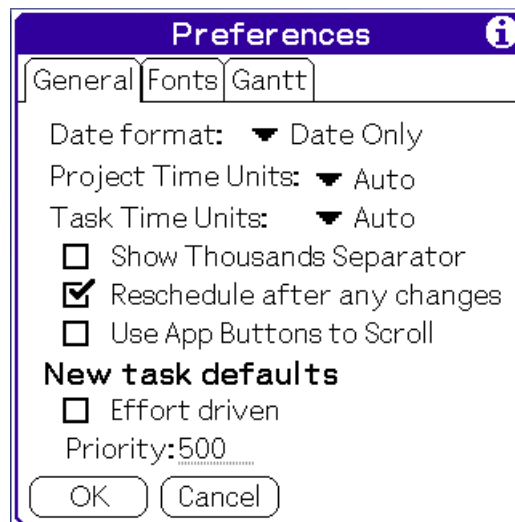 Preferences
General Fonts Gantt
Date format: Date Only
Project Time Units: Auto
Task Time Units: Auto
Show Thousands Separator
Reschedule after any changes
Use App Buttons to Scroll
New task defaults
Effort driven
Priority:500
OK Cancel